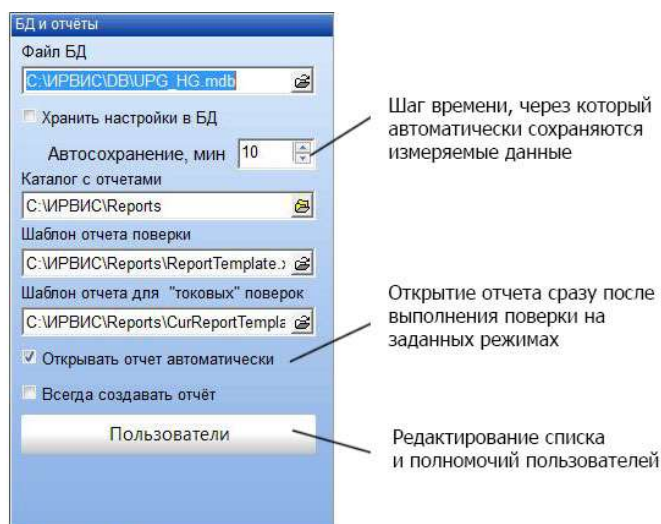 БД и отчёты
Файл БД
C:\ИРВИС\DB\UPG_HG.mdb
Хранить настройки в БД
Автосохранение, мин 10
Каталог с отчетами
C:\ИРВИС\Reports
Шаблон отчета поверки
C:\ИРВИС\Reports\ReportTemplate.x
Шаблон отчета для "токовых" поверок
C:\ИРВИС\Reports\CurReportTempla
Открывать отчет автоматически
Всегда создавать отчёт
Пользователи
Шаг времени, через который
автоматически сохраняются
измеряемые данные
Открытие отчета сразу после
выполнения поверки на
заданных режимах
Редактирование списка
и полномочий пользователей